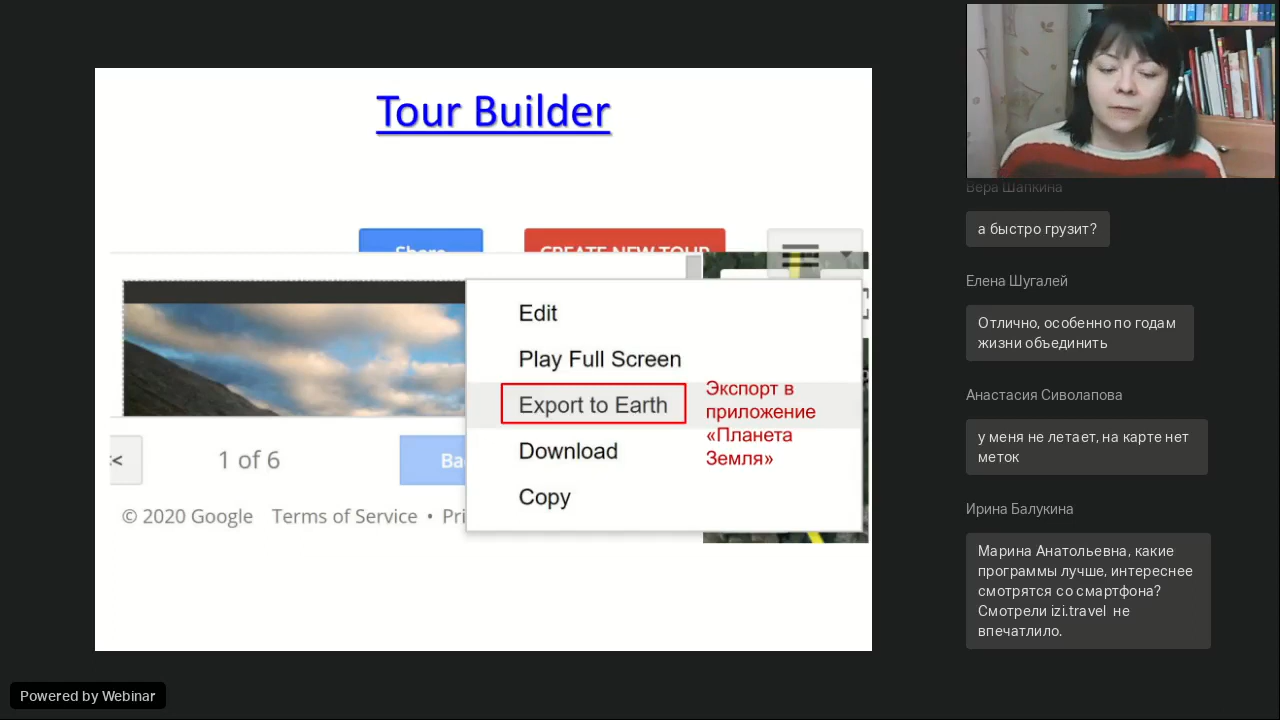 Tour Builder
Share
CREATE NEW TOUR
Edit
Play Full Screen
Export to Earth
Download
Copy
Экспорт в
приложение
«Планета
Земля»
<
1 of 6
© 2020 Google Terms of Service •
Вера Шапкина
а быстро грузит?
Елена Шугалей
Отлично, особенно по годам
жизни объединить
Анастасия Сиволапова
у меня не летает, на карте нет
меток
Ирина Балукина
Марина Анатольевна, какие
программы лучше, интереснее
смотрятся со смартфона?
Смотрели izi.travel не
впечатлило.
Powered by Webinar